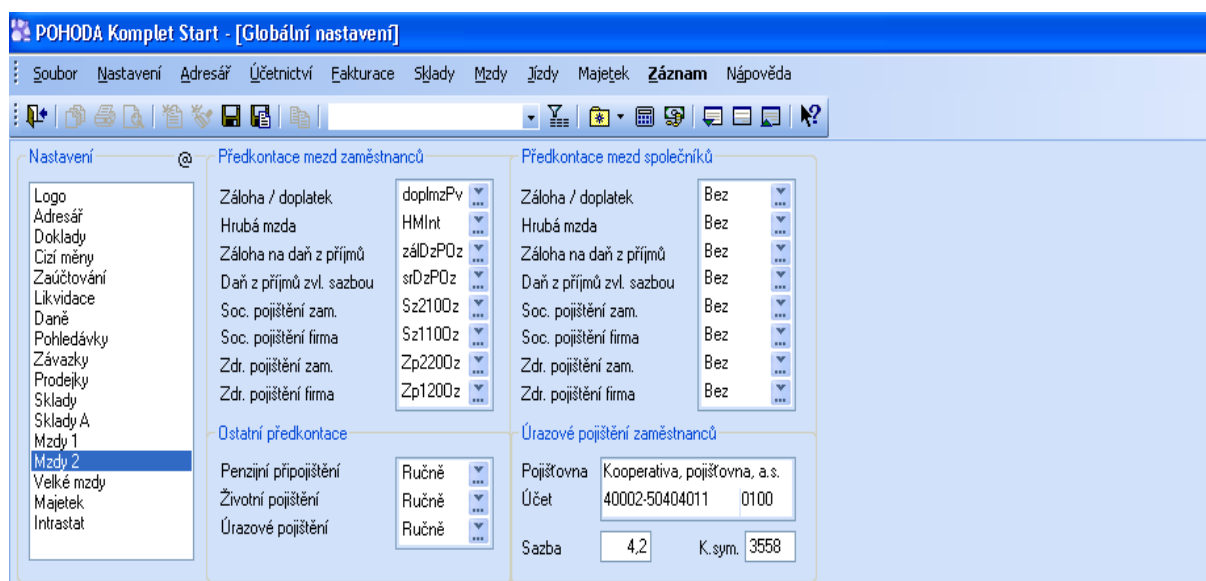 POHODA Komplet Start - [Globální nastavení]
Soubor Nastavení Adresář Účetnictví Fakturace Sklady Mzdy Jízdy Majetek Záznam Nápověda
Nastavení @
Logo
Adresář
Doklady
Cizí měny
Zaúčtování
Likvidace
Daně
Pohledávky
Závazky
Prodejky
Sklady
Sklady A
Mzdy 1
Mzdy 2
Velké mzdy
Majetek
Intrastat
Předkontace mezd zaměstnanců
Záloha / doplatek doplmzPv
Hrubá mzda HMInt
Záloha na daň z příjmů zálDzPOz
Daň z příjmů zvl. sazbou srDzPOz
Soc. pojištění zam. Sz210Oz
Soc. pojištění firma Sz110Oz
Zdr. pojištění zam. Zp220Oz
Zdr. pojištění firma Zp120Oz
Ostatní předkontace
Penzijní připojištění Ručně
Životní pojištění Ručně
Úrazové pojištění Ručně
Předkontace mezd společníků
Záloha / doplatek Bez
Hrubá mzda Bez
Záloha na daň z příjmů Bez
Daň z příjmů zvl. sazbou Bez
Soc. pojištění zam. Bez
Soc. pojištění firma Bez
Zdr. pojištění zam. Bez
Zdr. pojištění firma Bez
Úrazové pojištění zaměstnanců
Pojišťovna Kooperativa, pojišťovna, a.s.
Účet 40002-50404011 0100
Sazba 4,2 K.sym. 3558